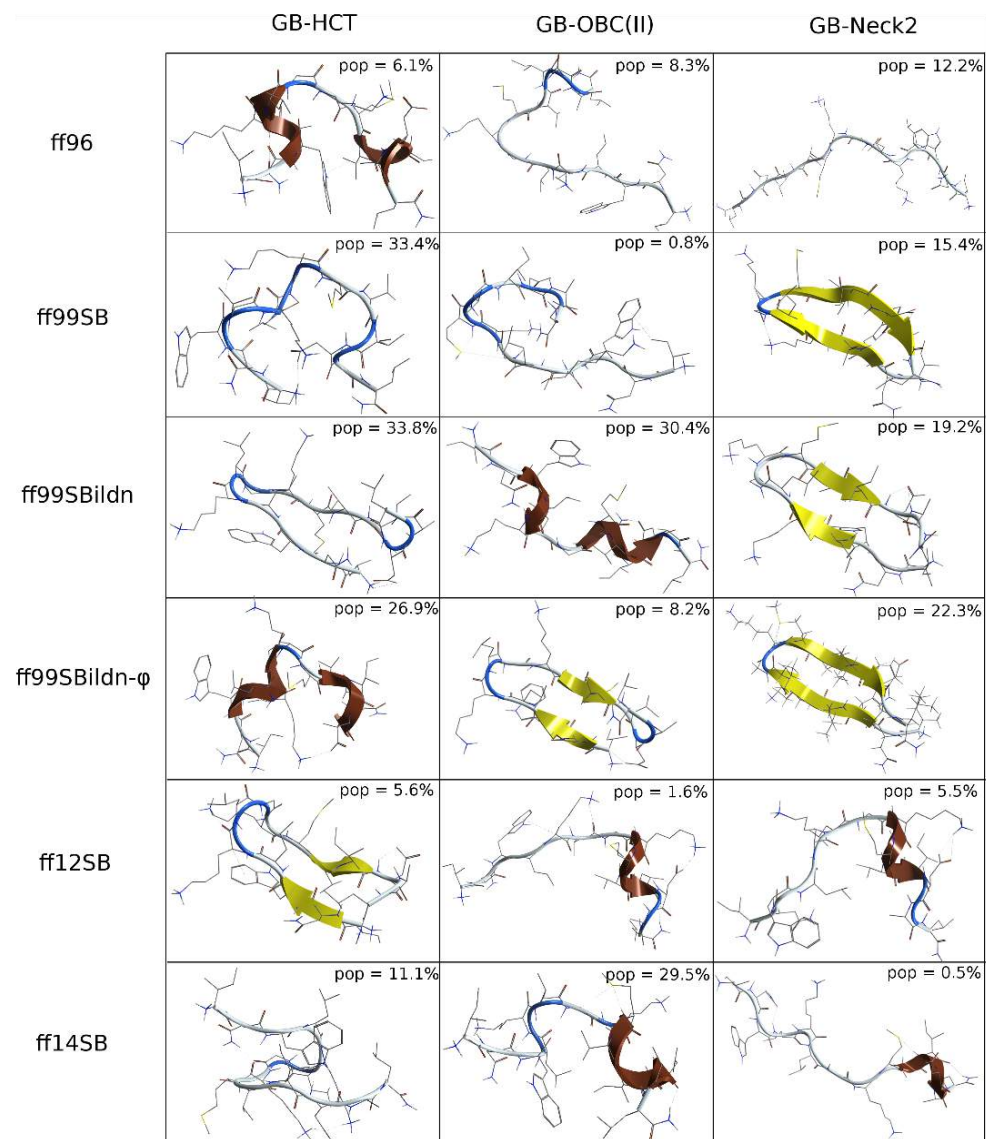 GB-HCT GB-OBC(II) GB-Neck2
ff96 pop = 6.1% pop = 8.3% pop = 12.2%
ff99SB pop = 33.4% pop = 0.8% pop = 15.4%
ff99SBildn pop = 33.8% pop = 30.4% pop = 19.2%
ff99SBildn-φ pop = 26.9% pop = 8.2% pop = 22.3%
ff12SB pop = 5.6% pop = 1.6% pop = 5.5%
ff14SB pop = 11.1% pop = 29.5% pop = 0.5%